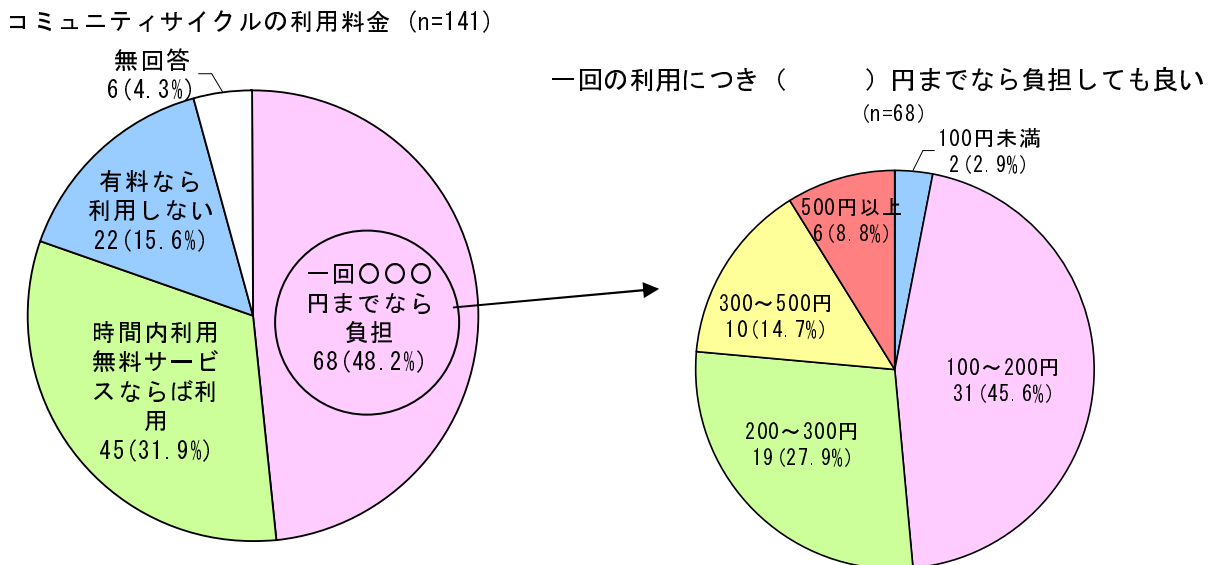 コミュニティサイクルの利用料金 (n=141)
無回答
6(4.3%)
有料なら
利用しない
22(15.6%)
時間内利用
無料サービ
スならば利
用
45(31.9%)
一回〇〇〇
円までなら
負担
68(48.2%)
一回の利用につき（　　　）円までなら負担しても良い
(n=68)
100円未満
2(2.9%)
500円以上
6(8.8%)
300～500円
10(14.7%)
100～200円
31(45.6%)
200～300円
19(27.9%)